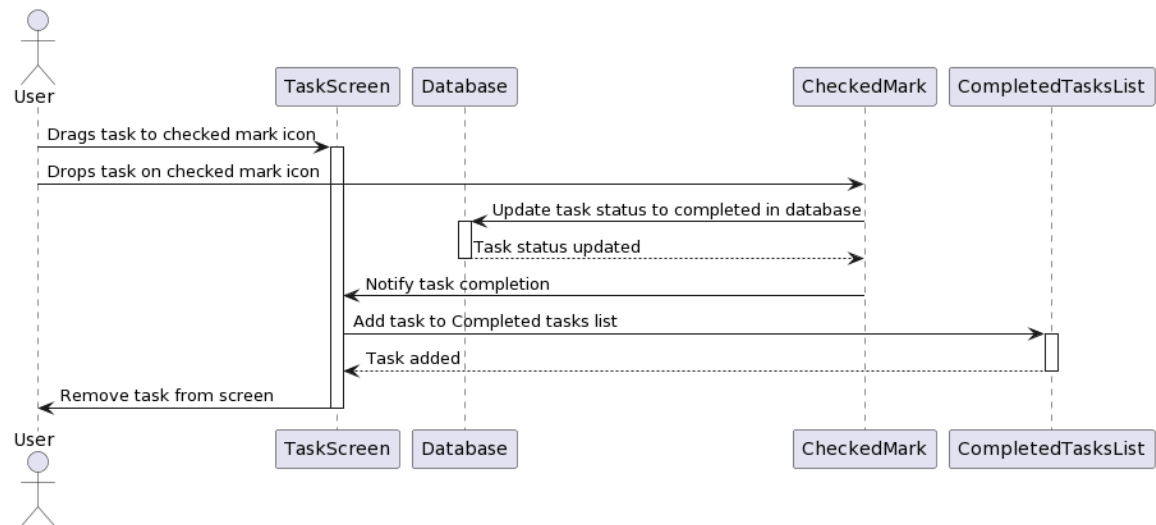 User
TaskScreen
Database
CheckedMark
CompletedTasksList
Drags task to checked mark icon
Drops task on checked mark icon
Update task status to completed in database
Task status updated
Notify task completion
Add task to Completed tasks list
Task added
Remove task from screen
User
TaskScreen
Database
CheckedMark
CompletedTasksList